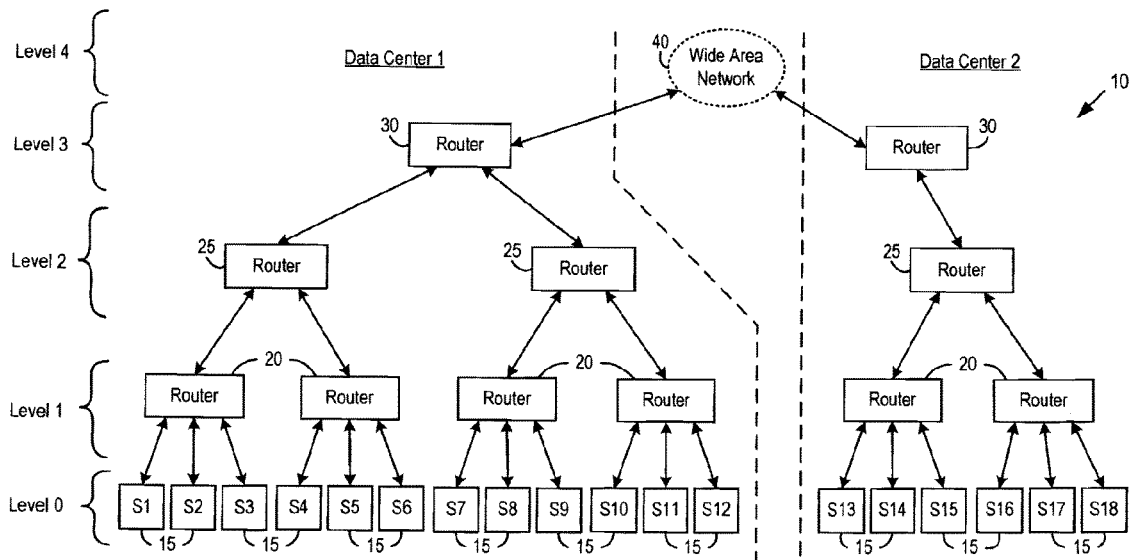 Level 4
Data Center 1
40
Wide Area
Network
Data Center 2
10
Level 3
30
Router
Router
30
Level 2
25
Router
25
Router
25
Router
20
20
20
Level 1
Router
Router
Router
Router
Router
Router
Level 0
S1 S2 S3 S4 S5 S6 S7 S8 S9 S10 S11 S12 S13 S14 S15 S16 S17 S18
15 15 15 15 15 15 15 15 15